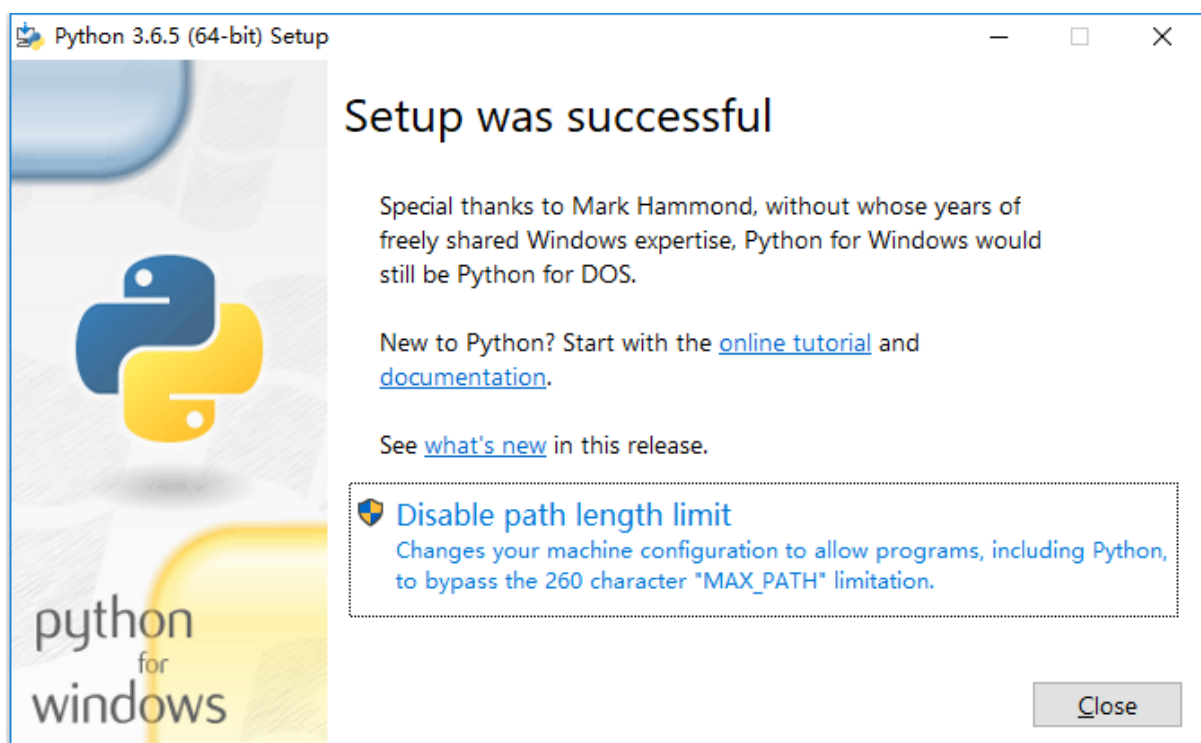 Python 3.6.5 (64-bit) Setup
Setup was successful
Special thanks to Mark Hammond, without whose years of
freely shared Windows expertise, Python for Windows would
still be Python for DOS.
New to Python? Start with the online tutorial and
documentation.
See what's new in this release.
Disable path length limit
Changes your machine configuration to allow programs, including Python,
to bypass the 260 character "MAX_PATH" limitation.
python
for
windows
Close